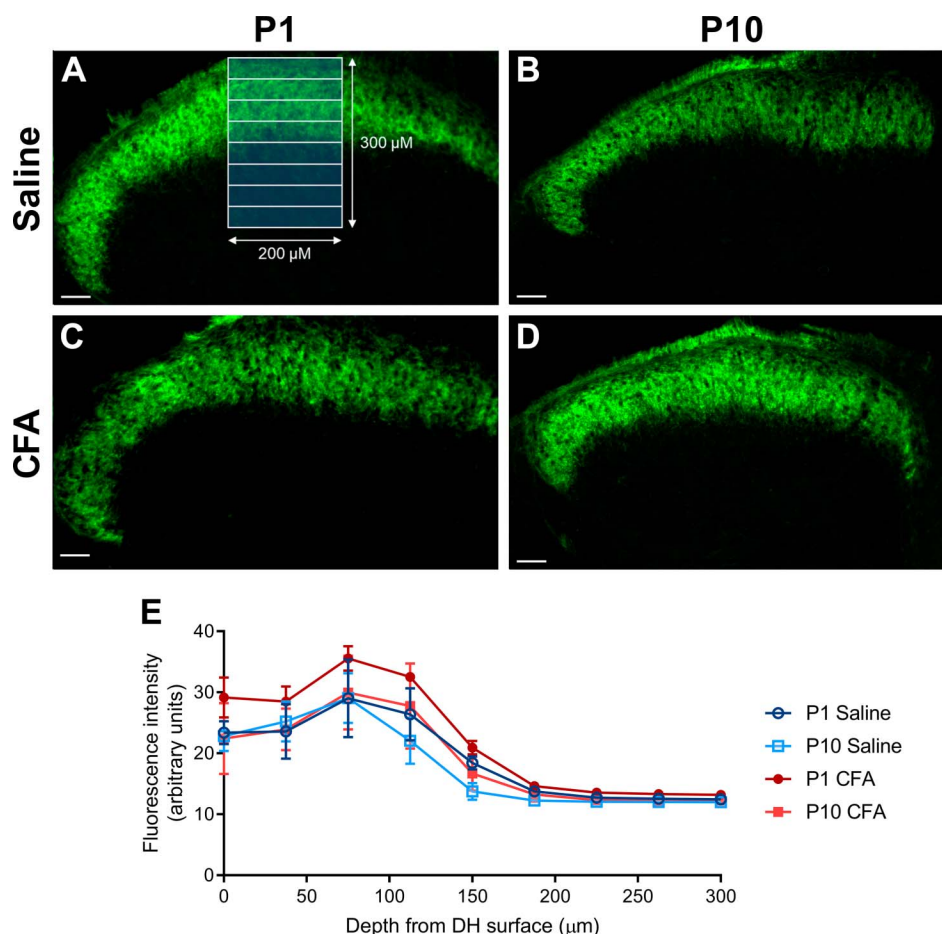 P1
P10
Saline
A
300 µM
200 µM
B
CFA
C
D
E
Fluorescence intensity
(arbitrary units)
40
30
20
10
0
0
50
100
150
200
250
300
Depth from DH surface (µm)
P1 Saline
P10 Saline
P1 CFA
P10 CFA